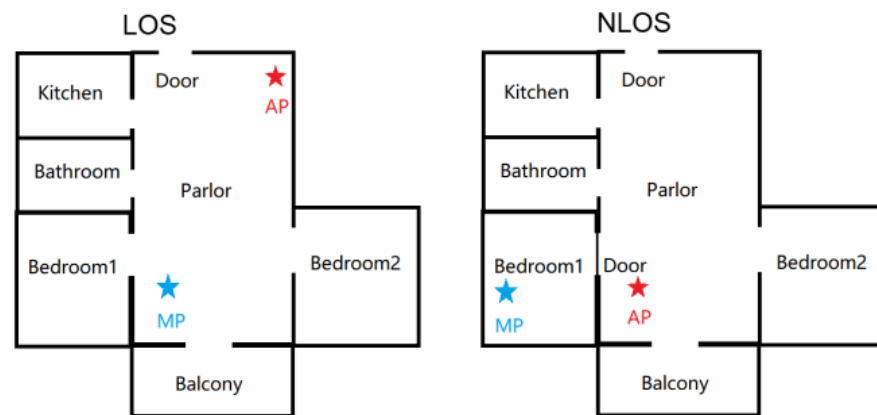 LOS
Door
Kitchen
AP
Bathroom
Parlor
Bedroom1
Bedroom2
MP
Balcony
NLOS
Door
Kitchen
Bathroom
Parlor
Bedroom1
Door
Bedroom2
MP
AP
Balcony